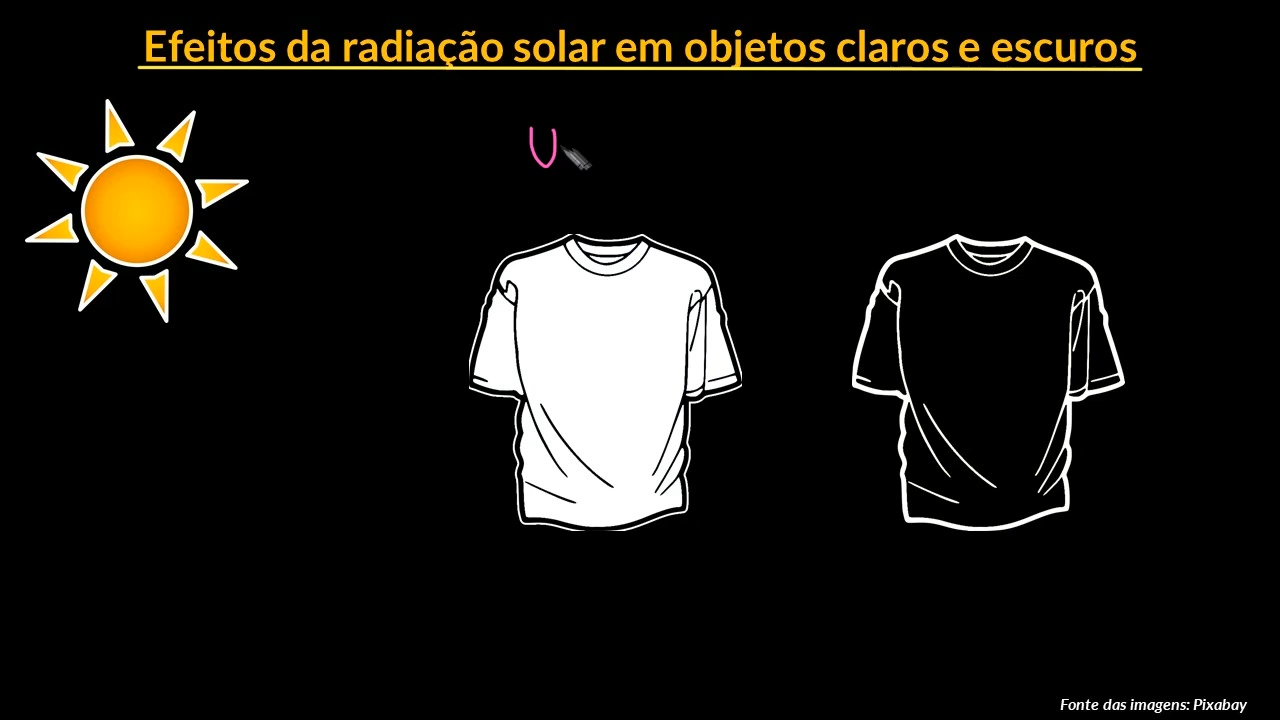 Efeitos da radiação solar em objetos claros e escuros
U
Fonte das imagens: Pixabay